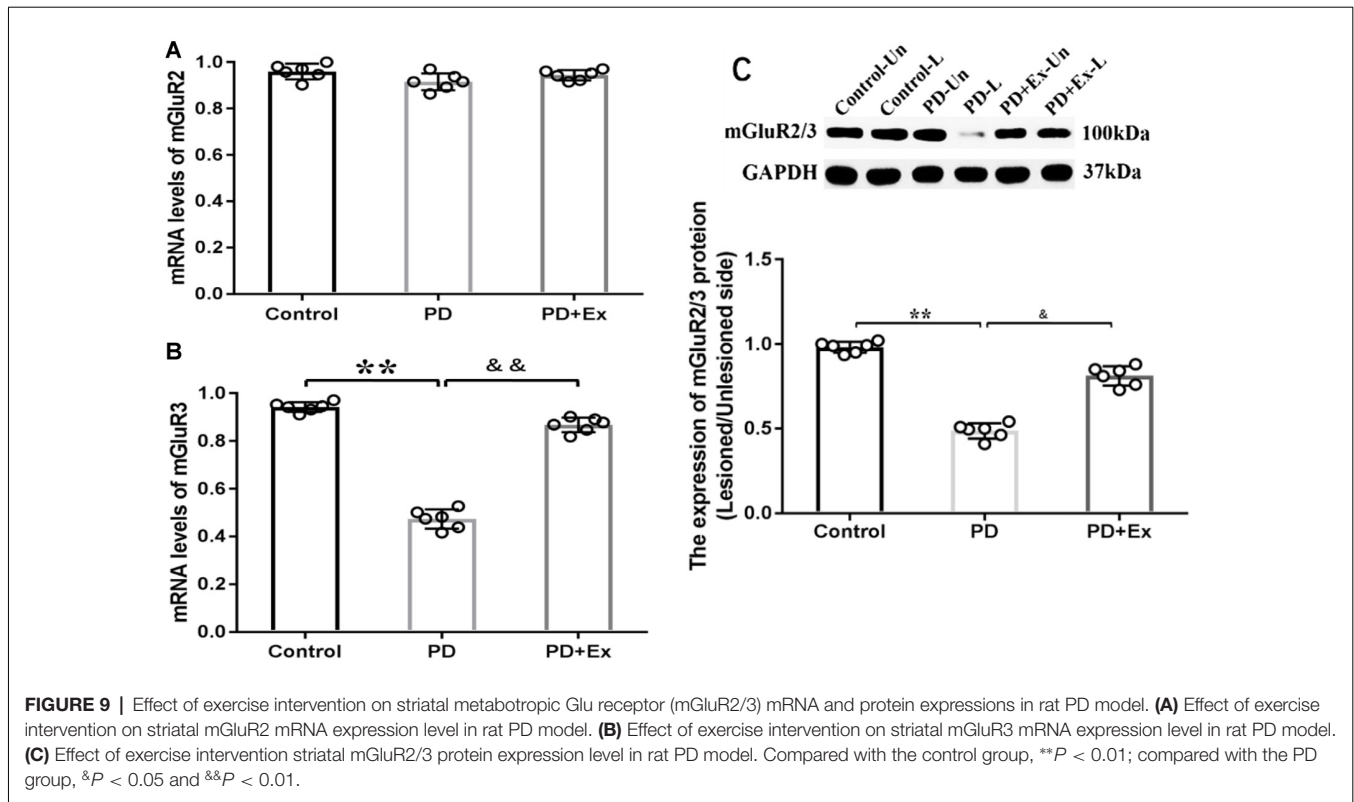 A
mRNA levels of mGluR2
1.0
0.8
0.6
0.4
0.2
0.0
Control PD PD+Ex
B
mRNA levels of mGluR3
** & &
1.0
0.8
0.6
0.4
0.2
0.0
Control PD PD+Ex
C
Control-Un Control-L PD-Un PD-L PD+Ex-Un PD+Ex-L
mGluR2/3 100kDa
GAPDH 37kDa
The expression of mGluR2/3 proteion
(Lesioned/Unlesioned side)
** &
1.5
1.0
0.5
0.0
Control PD PD+Ex
FIGURE 9 | Effect of exercise intervention on striatal metabotropic Glu receptor (mGluR2/3) mRNA and protein expressions in rat PD model. (A) Effect of exercise
intervention on striatal mGluR2 mRNA expression level in rat PD model. (B) Effect of exercise intervention on striatal mGluR3 mRNA expression level in rat PD model.
(C) Effect of exercise intervention striatal mGluR2/3 protein expression level in rat PD model. Compared with the control group, **P < 0.01; compared with the PD
group, &P < 0.05 and &&P < 0.01.